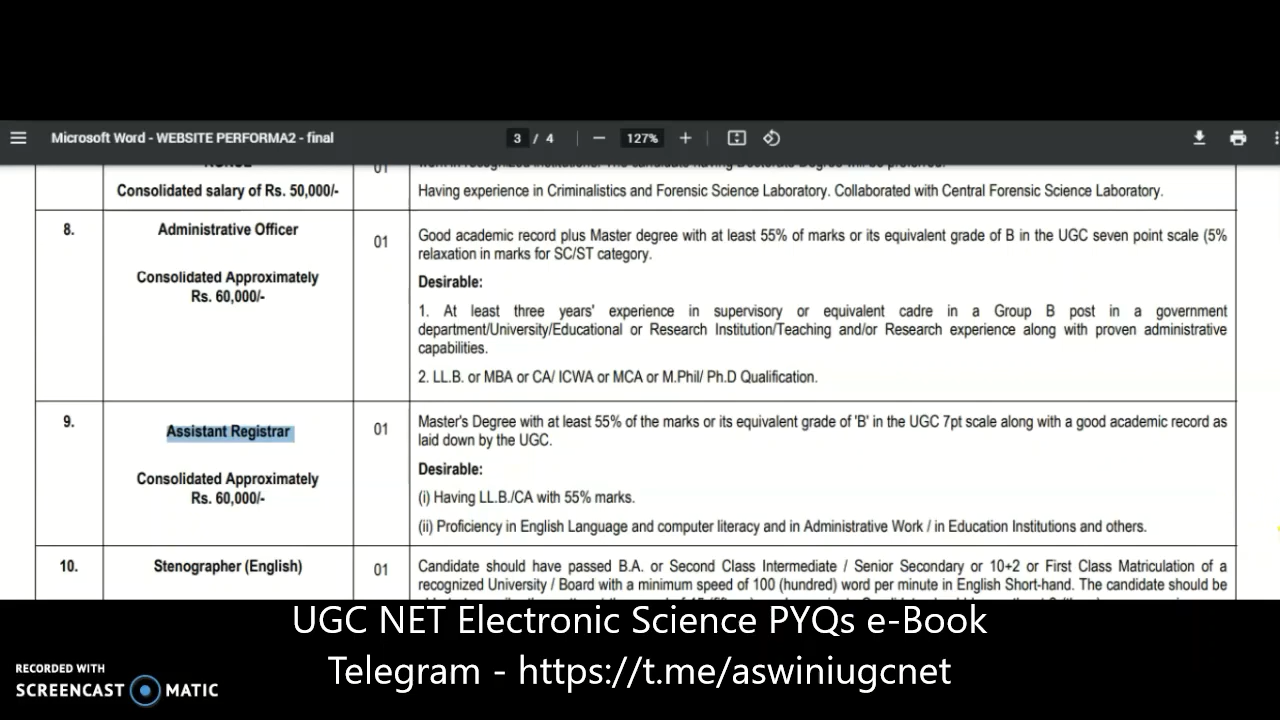 Microsoft Word - WEBSITE PERFORMA2 - final
3 / 4
127%
01
work in recognized institutions. The candidate having Doctorate Degree will be preferred.
Consolidated salary of Rs. 50,000/-
Having experience in Criminalistics and Forensic Science Laboratory. Collaborated with Central Forensic Science Laboratory.
8.
Administrative Officer
Consolidated Approximately
Rs. 60,000/-
01
Good academic record plus Master degree with at least 55% of marks or its equivalent grade of B in the UGC seven point scale (5%
relaxation in marks for SC/ST category.
Desirable:
1. At least three years' experience in supervisory or equivalent cadre in a Group B post in a government
department/University/Educational or Research Institution/Teaching and/or Research experience along with proven administrative
capabilities.
2. LL.B. or MBA or CA/ ICWA or MCA or M.Phil/ Ph.D Qualification.
9.
Assistant Registrar
Consolidated Approximately
Rs. 60,000/-
01
Master's Degree with at least 55% of the marks or its equivalent grade of 'B' in the UGC 7pt scale along with a good academic record as
laid down by the UGC.
Desirable:
(i) Having LL.B./CA with 55% marks.
(ii) Proficiency in English Language and computer literacy and in Administrative Work / in Education Institutions and others.
10.
Stenographer (English)
01
Candidate should have passed B.A. or Second Class Intermediate / Senior Secondary or 10+2 or First Class Matriculation of a
recognized University / Board with a minimum speed of 100 (hundred) word per minute in English Short-hand. The candidate should be
UGC NET Electronic Science PYQs e-Book
Telegram - https://t.me/aswiniugcnet
RECORDED WITH
SCREENCAST MATIC